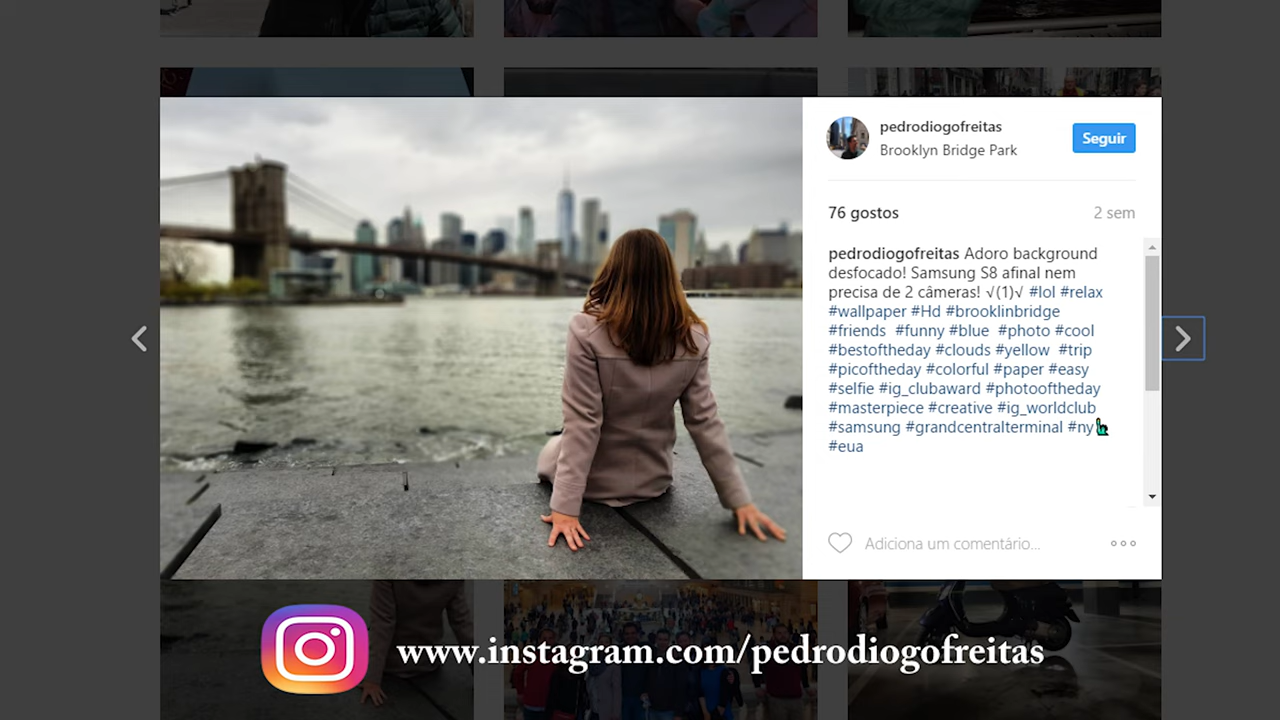 pedrodiogofreitas
Brooklyn Bridge Park
Seguir
76 gostos
2 sem
pedrodiogofreitas Adoro background
desfocado! Samsung S8 afinal nem
precisa de 2 câmeras! √(1)√ #lol #relax
#wallpaper #Hd #brooklinbridge
#friends #funny #blue #photo #cool
#bestoftheday #clouds #yellow #trip
#picoftheday #colorful #paper #easy
#selfie #ig_clubaward #photooftheday
#masterpiece #creative #ig_worldclub
#samsung #grandcentralterminal #ny
#eua
Adiciona um comentário...
www.instagram.com/pedrodiogofreitas